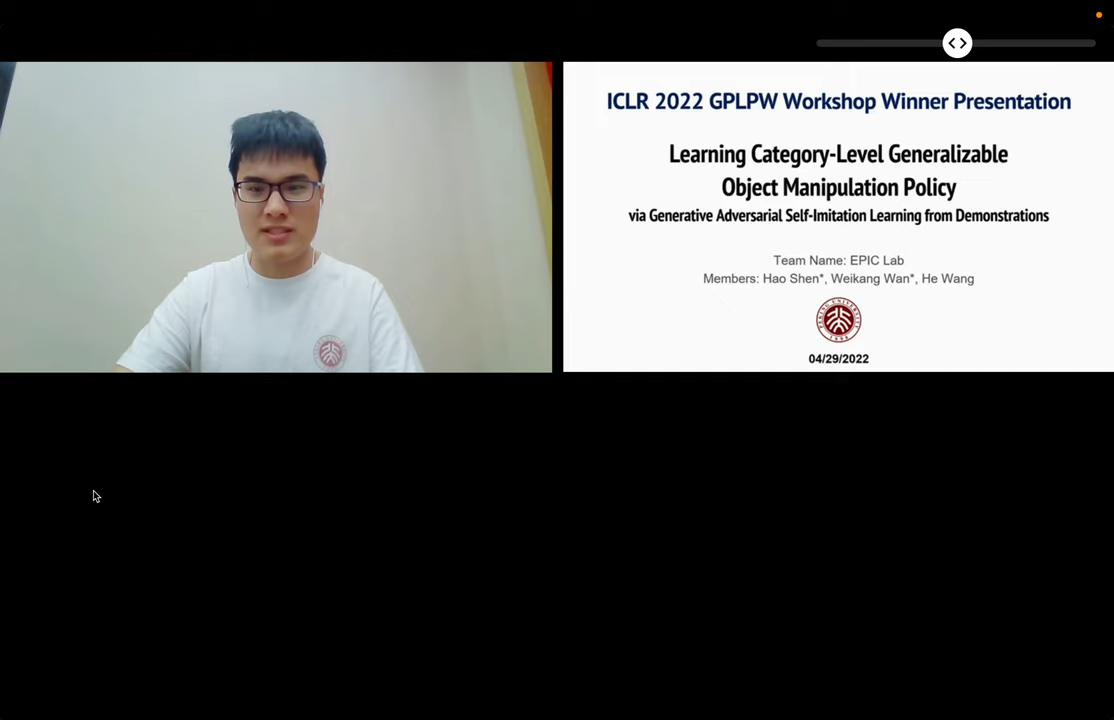 ICLR 2022 GPLPW Workshop Winner Presentation
Learning Category-Level Generalizable
Object Manipulation Policy
via Generative Adversarial Self-Imitation Learning from Demonstrations
Team Name: EPIC Lab
Members: Hao Shen*, Weikang Wan*, He Wang
04/29/2022